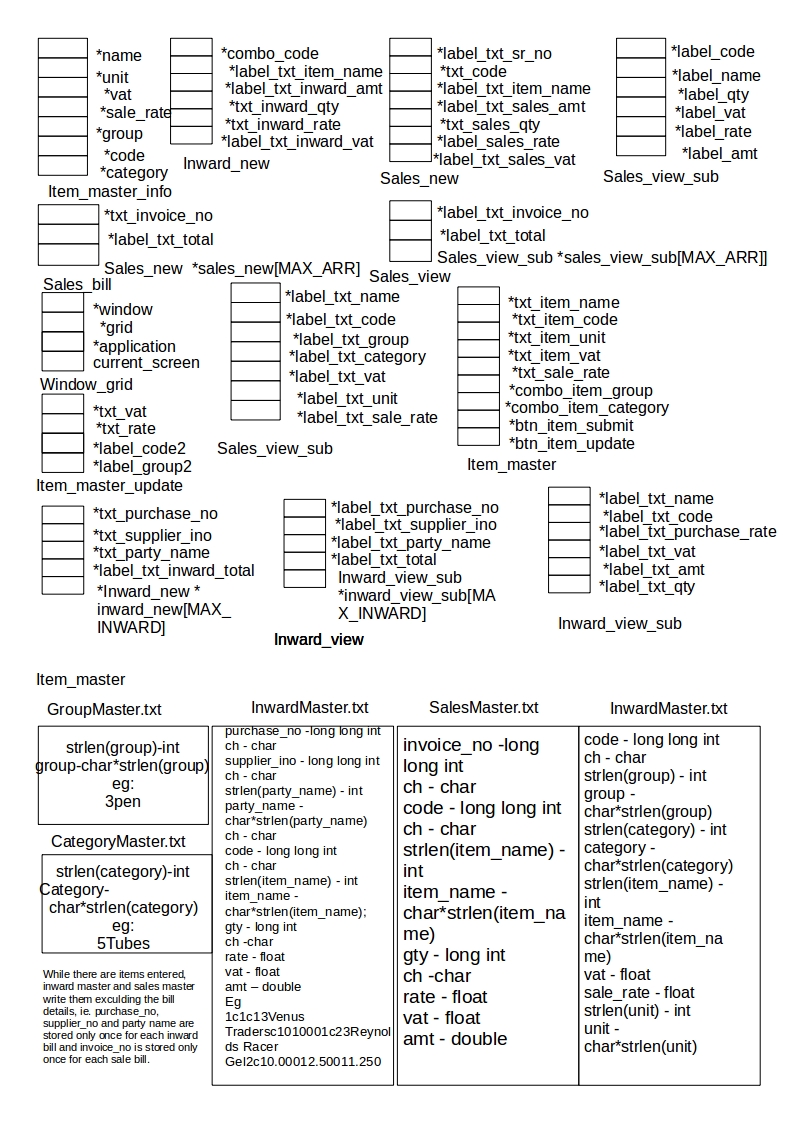 *name
*unit
*vat
*sale_rate
*group
*code
*category
Item_master_info
*combo_code
*label_txt_item_name
*label_txt_inward_amt
*txt_inward_qty
*txt_inward_rate
*label_txt_inward_vat
Inward_new
*label_txt_sr_no
*txt_code
*label_txt_item_name
*label_txt_sales_amt
*txt_sales_qty
*label_sales_rate
*label_txt_sales_vat
Sales_new
*label_code
*label_name
*label_qty
*label_vat
*label_rate
*label_amt
Sales_view_sub
*txt_invoice_no
*label_txt_total
Sales_new *sales_new[MAX_ARR]
Sales_bill
*label_txt_invoice_no
*label_txt_total
Sales_view_sub *sales_view_sub[MAX_ARR]]
Sales_view
*window
*grid
*application
current_screen
Window_grid
*label_txt_name
*label_txt_code
*label_txt_group
*label_txt_category
*label_txt_vat
*label_txt_unit
*label_txt_sale_rate
Sales_view_sub
*txt_item_name
*txt_item_code
*txt_item_unit
*txt_item_vat
*txt_sale_rate
*combo_item_group
*combo_item_category
*btn_item_submit
*btn_item_update
Item_master
*txt_vat
*txt_rate
*label_code2
*label_group2
Item_master_update
*txt_purchase_no
*txt_supplier_ino
*txt_party_name
*label_txt_inward_total
*Inward_new *
inward_new[MAX_
INWARD]
*label_txt_purchase_no
*label_txt_supplier_ino
*label_txt_party_name
*label_txt_total
Inward_view_sub
*inward_view_sub[MA
X_INWARD]
Inward_view
*label_txt_name
*label_txt_code
*label_txt_purchase_rate
*label_txt_vat
*label_txt_amt
*label_txt_qty
Inward_view_sub
Item_master
GroupMaster.txt
strlen(group)-int
group-char*strlen(group)
eg:
3pen
CategoryMaster.txt
strlen(category)-int
Category-
char*strlen(category)
eg:
5Tubes
While there are items entered,
inward master and sales master
write them exculding the bill
details, ie. purchase_no,
supplier_no and party name are
stored only once for each inward
bill and invoice_no is stored only
once for each sale bill.
InwardMaster.txt
purchase_no -long long int
ch - char
supplier_ino - long long int
ch - char
strlen(party_name) - int
party_name -
char*strlen(party_name)
ch - char
code - long long int
ch - char
strlen(item_name) - int
item_name -
char*strlen(item_name);
gty - long int
ch -char
rate - float
vat - float
amt – double
Eg
1c1c13Venus
Tradersc1010001c23Reynol
ds Racer
Gel2c10.00012.50011.250
SalesMaster.txt
invoice_no -long
long int
ch - char
code - long long int
ch - char
strlen(item_name) -
int
item_name -
char*strlen(item_na
me)
gty - long int
ch -char
rate - float
vat - float
amt - double
InwardMaster.txt
code - long long int
ch - char
strlen(group) - int
group -
char*strlen(group)
strlen(category) - int
category -
char*strlen(category)
strlen(item_name) -
int
item_name -
char*strlen(item_na
me)
vat - float
sale_rate - float
strlen(unit) - int
unit -
char*strlen(unit)